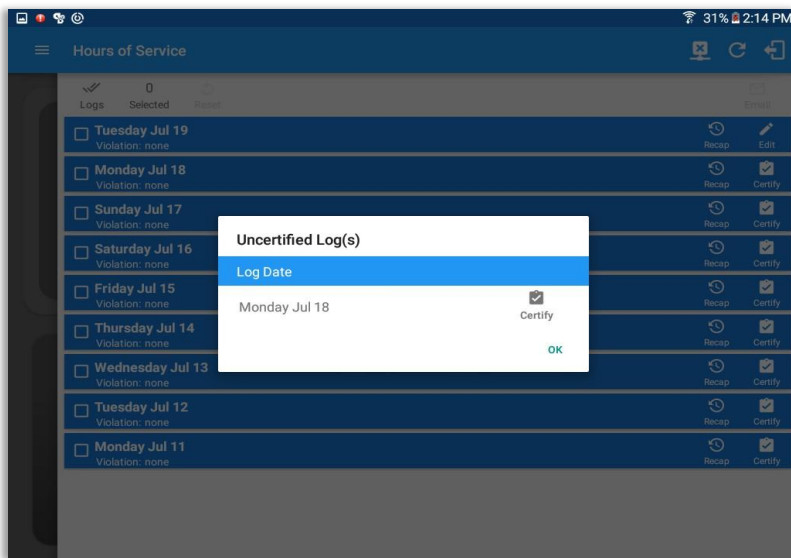 31% 2:14 PM
Hours of Service
Logs
0
Selected
Reset
Email
Tuesday Jul 19
Violation: none
Recap
Edit
Monday Jul 18
Violation: none
Recap
Certify
Sunday Jul 17
Violation: none
Recap
Certify
Saturday Jul 16
Violation: none
Recap
Certify
Friday Jul 15
Violation: none
Recap
Certify
Thursday Jul 14
Violation: none
Recap
Certify
Wednesday Jul 13
Violation: none
Recap
Certify
Tuesday Jul 12
Violation: none
Recap
Certify
Monday Jul 11
Violation: none
Recap
Certify
Uncertified Log(s)
Log Date
Monday Jul 18
Certify
OK